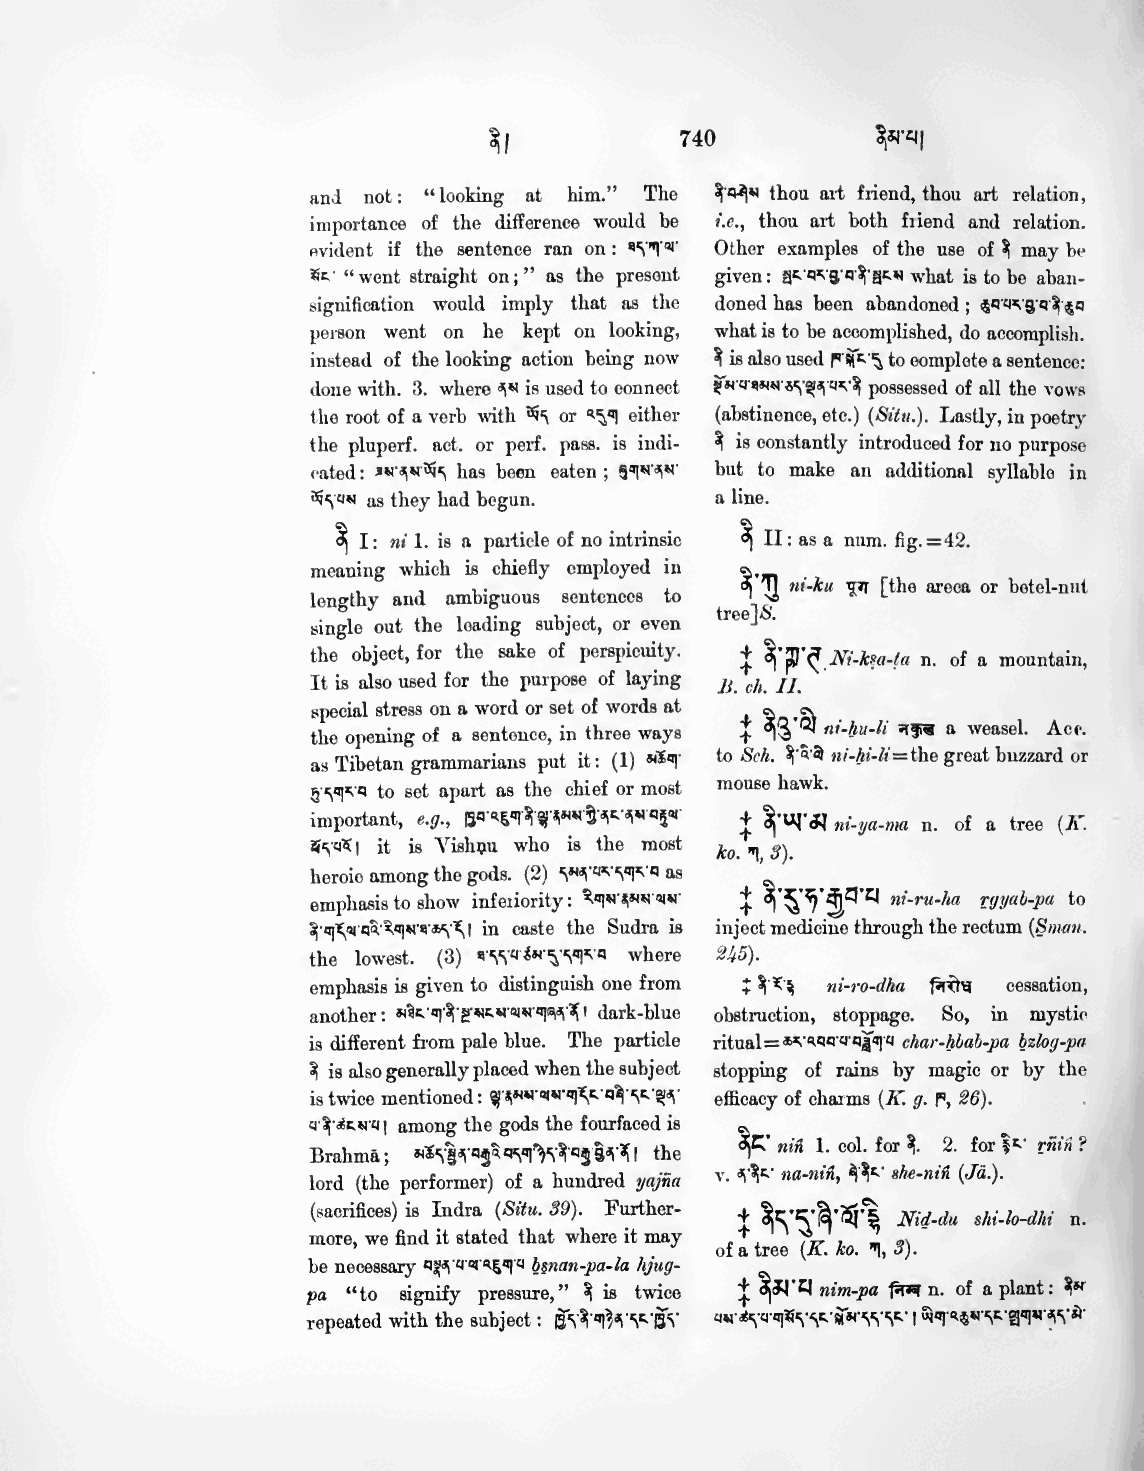 ནི། 740 ནིམ་པ།
and not: “looking at him.” The
importance of the difference would be
evident if the sentence ran on: ཐད་ཀ་ལ་
སོང་ “went straight on;” as the present
signification would imply that as the
person went on he kept on looking,
instead of the looking action being now
done with. 3. where ནས is used to connect
the root of a verb with ཡོད or འདུག either
the pluperf. act. or perf. pass. is indi-
cated: ཟས་ནས་ཡོད has been eaten; ཞུགས་ནས་
ཡོད་པས as they had begun.
ནི I: ni 1. is a particle of no intrinsic
meaning which is chiefly employed in
lengthy and ambiguous sentences to
single out the leading subject, or even
the object, for the sake of perspicuity.
It is also used for the purpose of laying
special stress on a word or set of words at
the opening of a sentence, in three ways
as Tibetan grammarians put it: (1) མཆོག་
ཏུ་དགར་བ to set apart as the chief or most
important, e.g., ཁྱབ་འཇུག་ནི་ལྷ་རྣམས་ཀྱི་ནང་ནས་བརྟུལ་
ཕོད་པའོ། it is Vishṇu who is the most
heroic among the gods. (2) དམན་པར་དགར་བ as
emphasis to show inferiority: རིགས་རྣམས་ལས་
ནི་གདོལ་བའི་རིགས་ཐ་ཆད་དོ། in caste the Sudra is
the lowest. (3) ཐ་དད་པ་ཙམ་དུ་དགར་བ where
emphasis is given to distinguish one from
another: མཐིང་ག་ནི་སྔོ་སངས་ལས་གཞན་ནོ། dark-blue
is different from pale blue. The particle
ནི is also generally placed when the subject
is twice mentioned: ལྷ་རྣམས་ལས་གདོང་བཞི་དང་ལྡན་
པ་ནི་ཚངས་པ། among the gods the fourfaced is
Brahmā; མཆོད་སྦྱིན་བརྒྱའི་བདག་ཉིད་ནི་བརྒྱ་བྱིན་ནོ། the
lord (the performer) of a hundred yajña
(sacrifices) is Indra (Situ. 39). Further-
more, we find it stated that where it may
be necessary བསྣན་པ་ལ་འཇུག་པ ḇsnan-pa-la hjug-
pa “to signify pressure,” ནི is twice
repeated with the subject: ཁྱོད་ནི་གཉེན་དང་ཁྱོད་
ནི་བཤེས thou art friend, thou art relation,
i.e., thou art both friend and relation.
Other examples of the use of ནི may be
given: སྤང་བར་བྱ་བ་ནི་སྤངས what is to be aban-
doned has been abandoned; རྒྱབ་པར་བྱ་བ་ནི་རྒྱབ
what is to be accomplished, do accomplish.
ནི is also used ཁ་སྐོང་དུ to complete a sentence:
སྡོམ་པ་ཐམས་ཅད་ལྡན་པར་ནི possessed of all the vows
(abstinence, etc.) (Situ.). Lastly, in poetry
ནི is constantly introduced for no purpose
but to make an additional syllable in
a line.
ནི II: as a num. fig.=42.
ནི་ཀུ ni-ku पूग [the areca or betel-nut
tree]S.
‡ ནི་ཀྵ་ཏ Ni-kṣa-ṭa n. of a mountain,
B. ch. II.
‡ ནིའུ་ལི ni-ḥu-li नकुल a weasel. Acc.
to Sch. ནི་འི་ལི ni-ḥi-li=the great buzzard or
mouse hawk.
‡ ནི་ཡ་མ ni-ya-ma n. of a tree (K.
ko. ག, 3).
‡ ནི་རུ་ཧ་རྒྱབ་པ ni-ru-ha ṟgyab-pa to
inject medicine through the rectum (S̱man.
245).
‡ ནི་རོ་དྷ ni-ro-dha निरोध cessation,
obstruction, stoppage. So, in mystic
ritual=ཆར་འབབ་པ་བཟློག་པ char-ḥbab-pa ḇzlog-pa
stopping of rains by magic or by the
efficacy of charms (K. g. ཁ, 26).
ནིང་ niṅ 1. col. for ནི. 2. for རྙིང་ ṟñiṅ ?
v. ན་ནིང་ na-niṅ, ཞེ་ནིང་ she-niṅ (Jä.).
‡ ནིད་དུ་ཞི་ལོ་དྷི Niḏ-du shi-lo-dhi n.
of a tree (K. ko. ག, 3).
‡ ནིམ་པ nim-pa निम्ब n. of a plant: ནིམ་
པས་ཚད་པ་གསོད་དང་སྐོམ་དད་དང་།